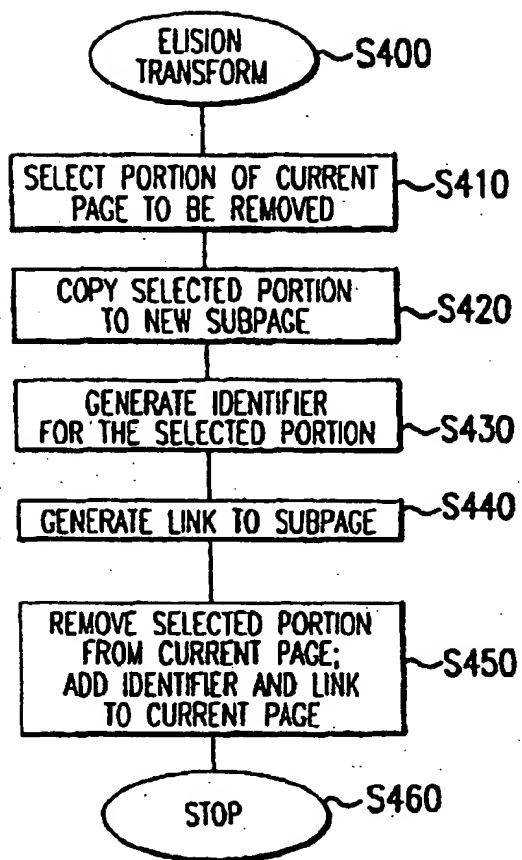 ELISION
TRANSFORM
S400
SELECT PORTION OF CURRENT
PAGE TO BE REMOVED
S410
COPY SELECTED PORTION
TO NEW SUBPAGE
S420
GENERATE IDENTIFIER
FOR THE SELECTED PORTION
S430
GENERATE LINK TO SUBPAGE
S440
REMOVE SELECTED PORTION
FROM CURRENT PAGE;
ADD IDENTIFIER AND LINK
TO CURRENT PAGE
S450
STOP
S460